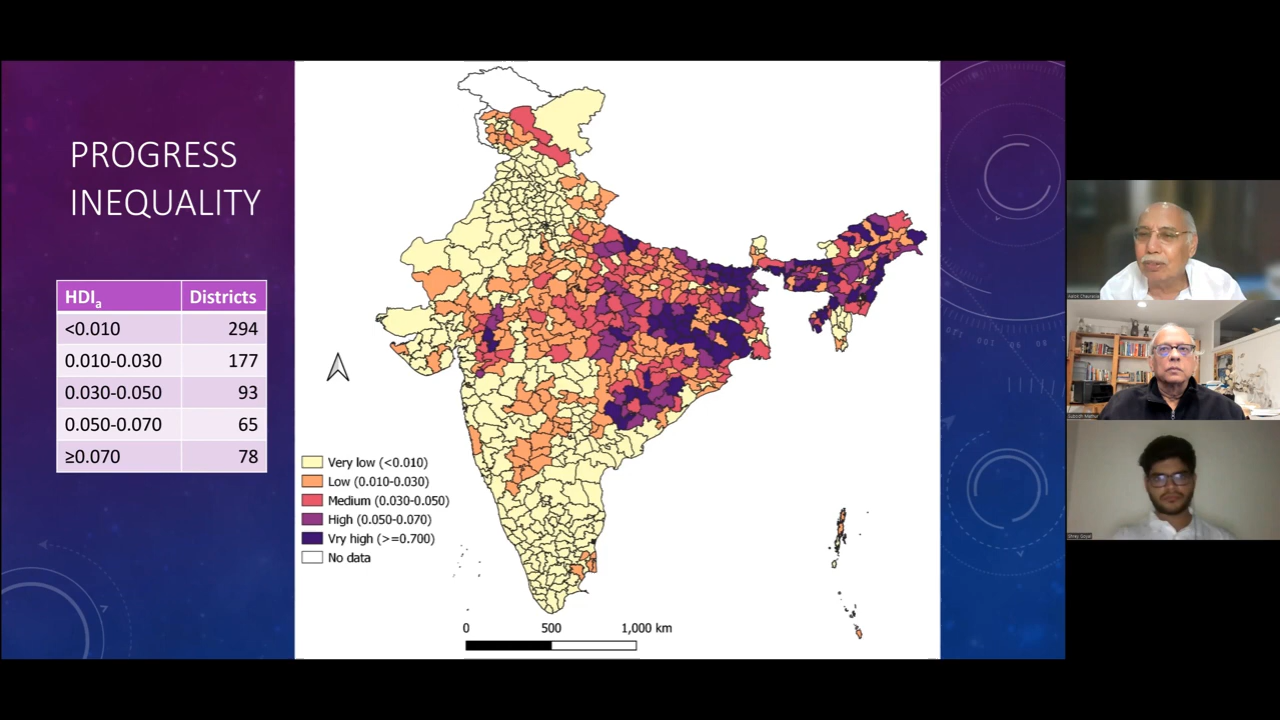 PROGRESS
INEQUALITY
HDIa Districts
<0.010 294
0.010-0.030 177
0.030-0.050 93
0.050-0.070 65
≥0.070 78
Very low (<0.010)
Low (0.010-0.030)
Medium (0.030-0.050)
High (0.050-0.070)
Vry high (>=0.700)
No data
0 500 1,000 km